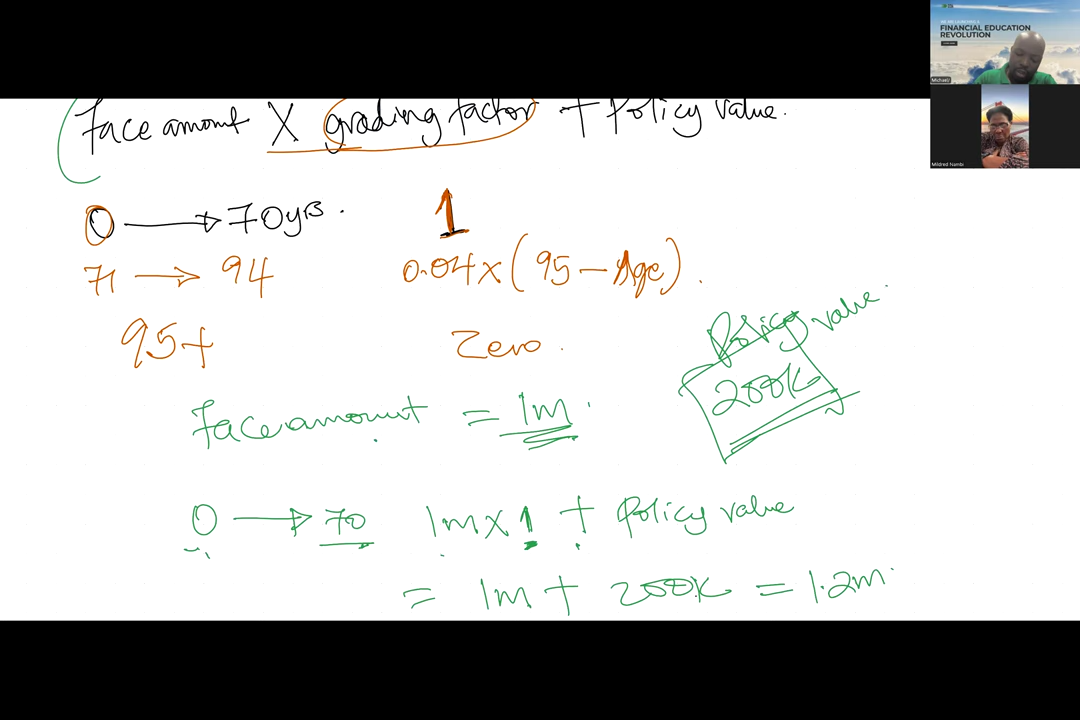 Face amount X grading factor + Policy value.
0 → 70yrs. 1
71 → 94 0.04x (95 - Age).
95+ Zero.
Policy value.
200K
Face amount = 1m.
0 → 70 1m x 1 + Policy value
= 1m + 200K = 1.2m.
FINANCIAL EDUCATION
REVOLUTION
Michael
Mildred Nambi